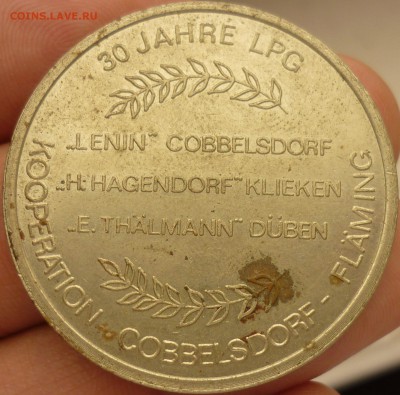 COINS.LAVE.RU
30 JAHRE LPG
„LENIN“ COBBELSDORF
„H. HAGENDORF“ KLIEKEN
„E. THÄLMANN“ DÜBEN
KOOPERATION COBBELSDORF - FLÄMING